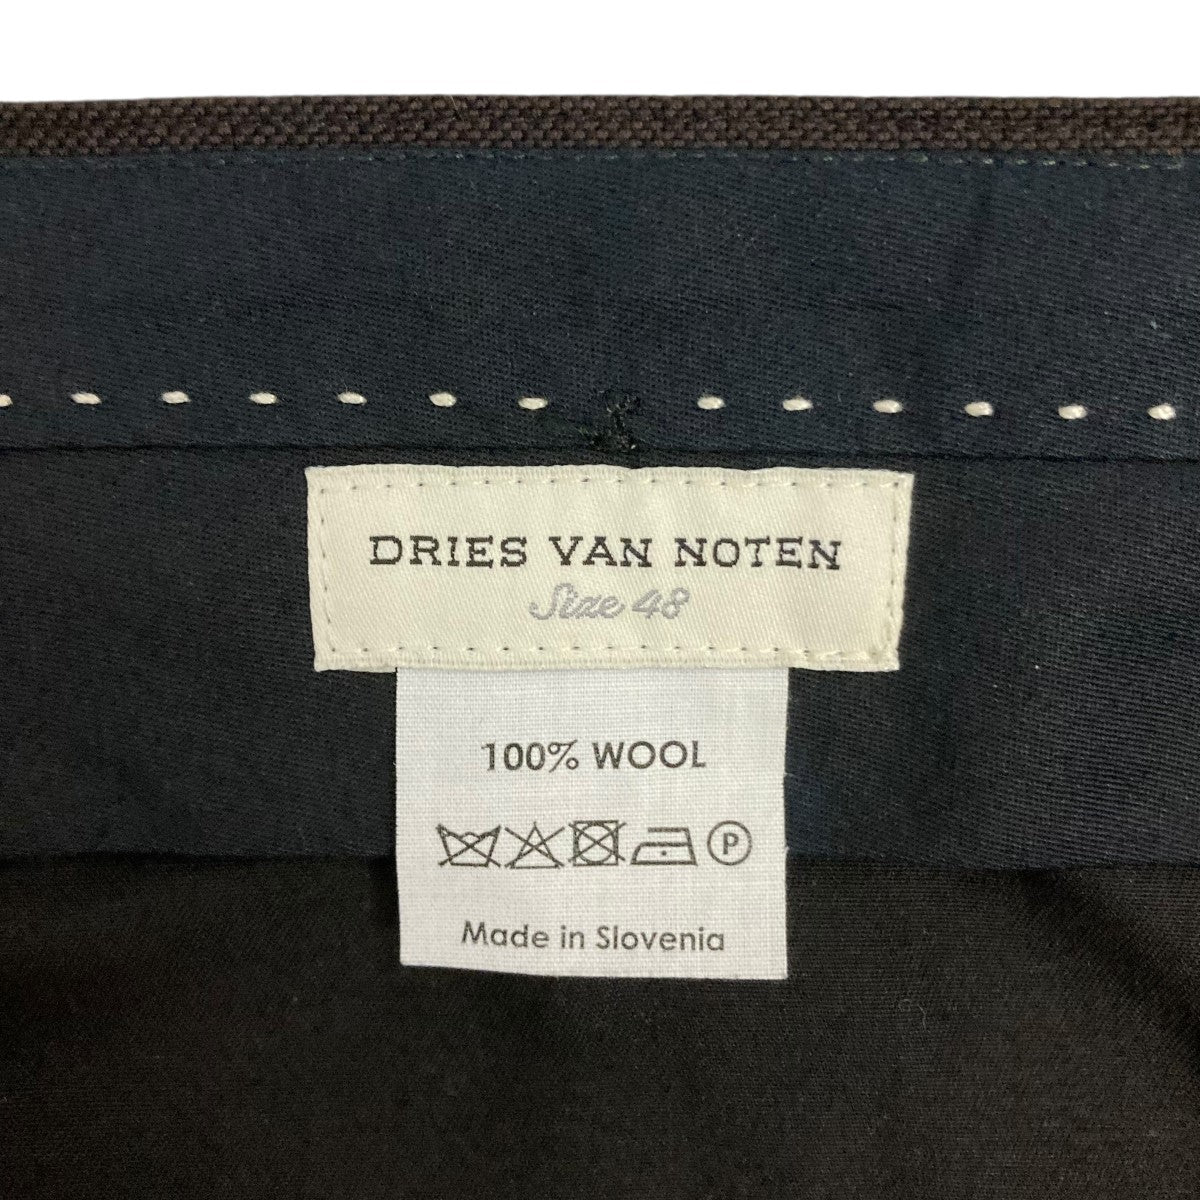 DRIES VAN NOTEN
Size 48
100% WOOL
P
Made in Slovenia